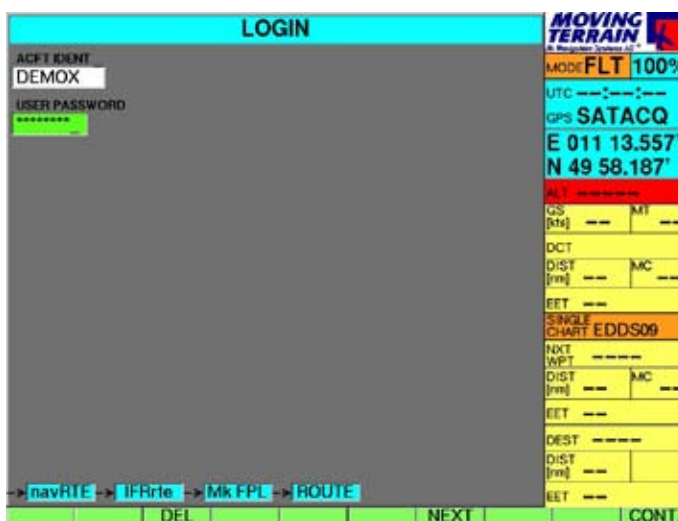 LOGIN
ACFT IDENT
DEMOX
USER PASSWORD
********_
->navRTE->IFRrte->Mk FPL->ROUTE
DEL NEXT CONT
MOVING
TERRAIN
MODE FLT 100%
UTC --:--:--
GPS SATACQ
E 011 13.557'
N 49 58.187'
ALT -----
GS MT
[kts] -- --
DCT
DIST MC
[nm] -- --
EET --
SINGLE
CHART EDDS09
NXT
WPT ----
DIST MC
[nm] -- --
EET --
DEST ----
DIST
[nm] --
EET --